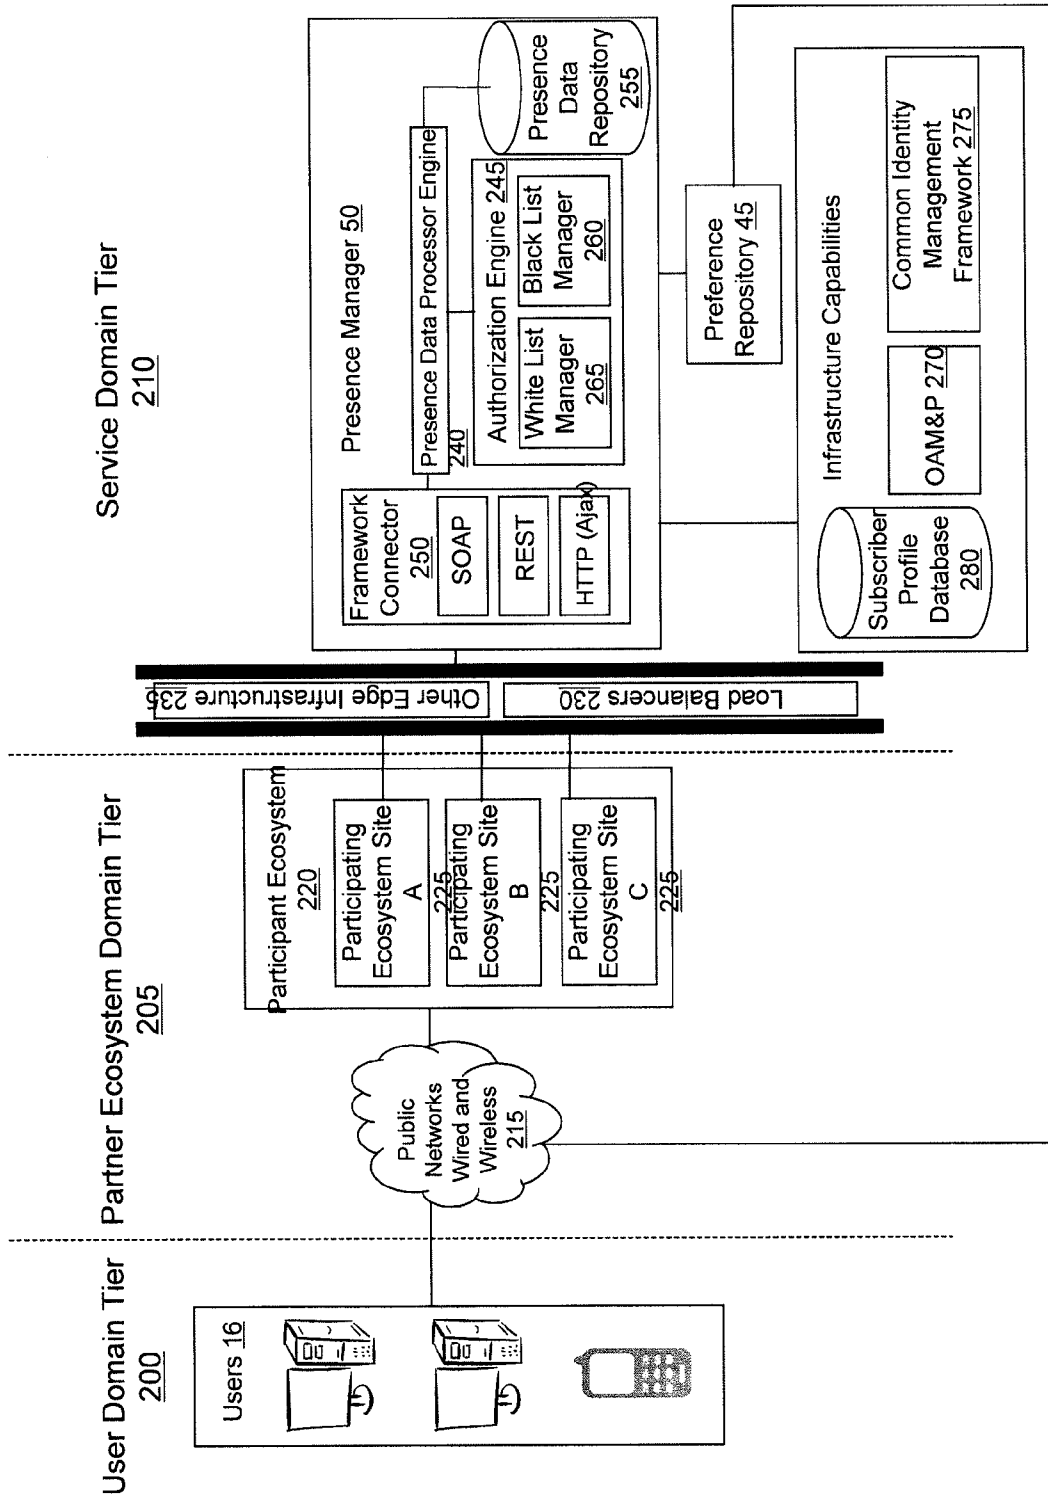 User Domain Tier
200
Users 16
Partner Ecosystem Domain Tier
205
Public
Networks
Wired and
Wireless
215
Participant Ecosystem
220
Participating
Ecosystem Site
A
225
Participating
Ecosystem Site
B
225
Participating
Ecosystem Site
C
225
Service Domain Tier
210
Other Edge Infrastructure 235
Load Balancers 230
Presence Manager 50
Framework
Connector
250
SOAP
REST
HTTP (Ajax)
Presence Data Processor Engine
240
Authorization Engine 245
White List
Manager
265
Black List
Manager
260
Presence
Data
Repository
255
Preference
Repository 45
Infrastructure Capabilities
Subscriber
Profile
Database
280
OAM&P 270
Common Identity
Management
Framework 275